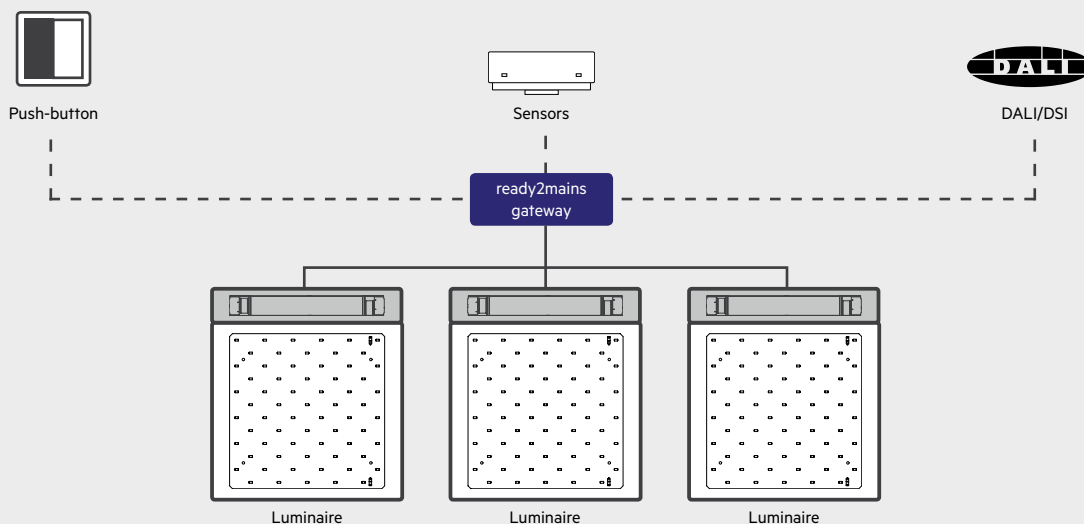 Push-button
Sensors
DALI
DALI/DSI
ready2mains
gateway
Luminaire
Luminaire
Luminaire